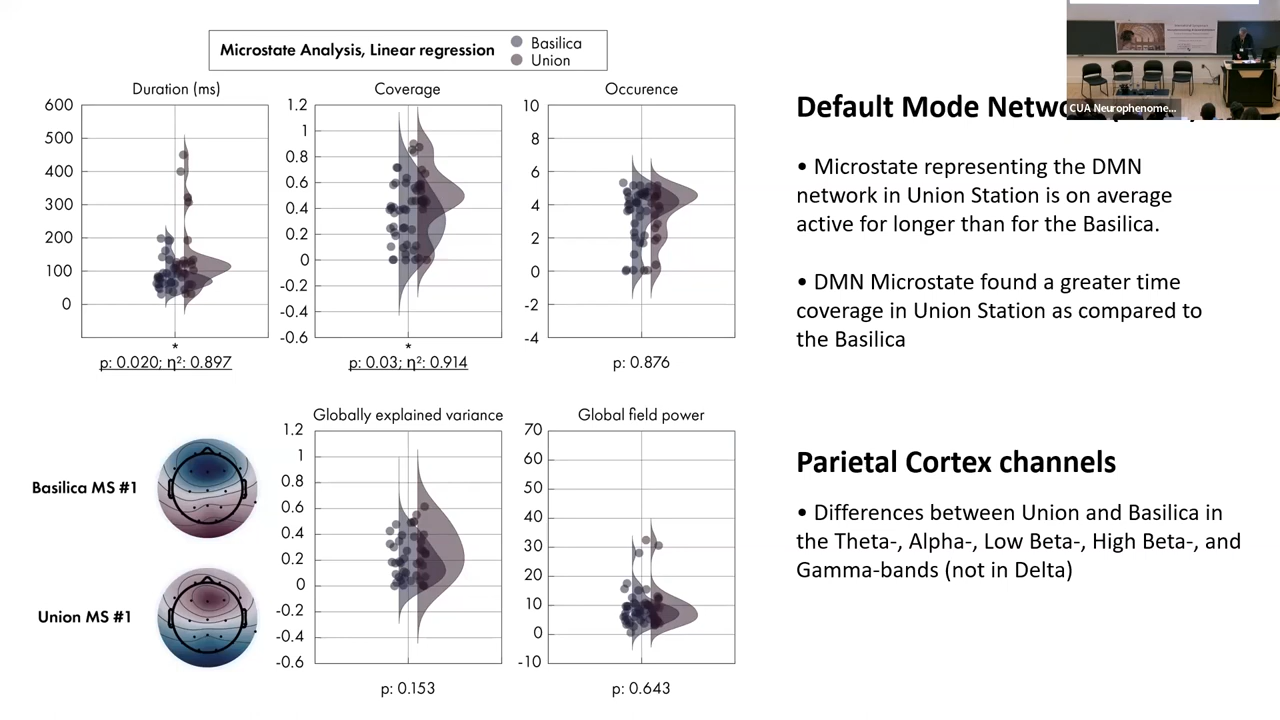 Microstate Analysis, Linear regression
Basilica
Union
Duration (ms)
600
500
400
300
200
100
0
*
p: 0.020; η²: 0.897
Coverage
1.2
1
0.8
0.6
0.4
0.2
0
-0.2
-0.4
-0.6
*
p: 0.03; η²: 0.914
Occurence
10
8
6
4
2
0
-2
-4
p: 0.876
Basilica MS #1
Union MS #1
Globally explained variance
1.2
1
0.8
0.6
0.4
0.2
0
-0.2
-0.4
-0.6
p: 0.153
Global field power
70
60
50
40
30
20
10
0
-10
p: 0.643
CUA Neurophenome...
Default Mode
• Microstate representing the DMN
network in Union Station is on average
active for longer than for the Basilica.
• DMN Microstate found a greater time
coverage in Union Station as compared to
the Basilica
Parietal Cortex channels
• Differences between Union and Basilica in
the Theta-, Alpha-, Low Beta-, High Beta-, and
Gamma-bands (not in Delta)